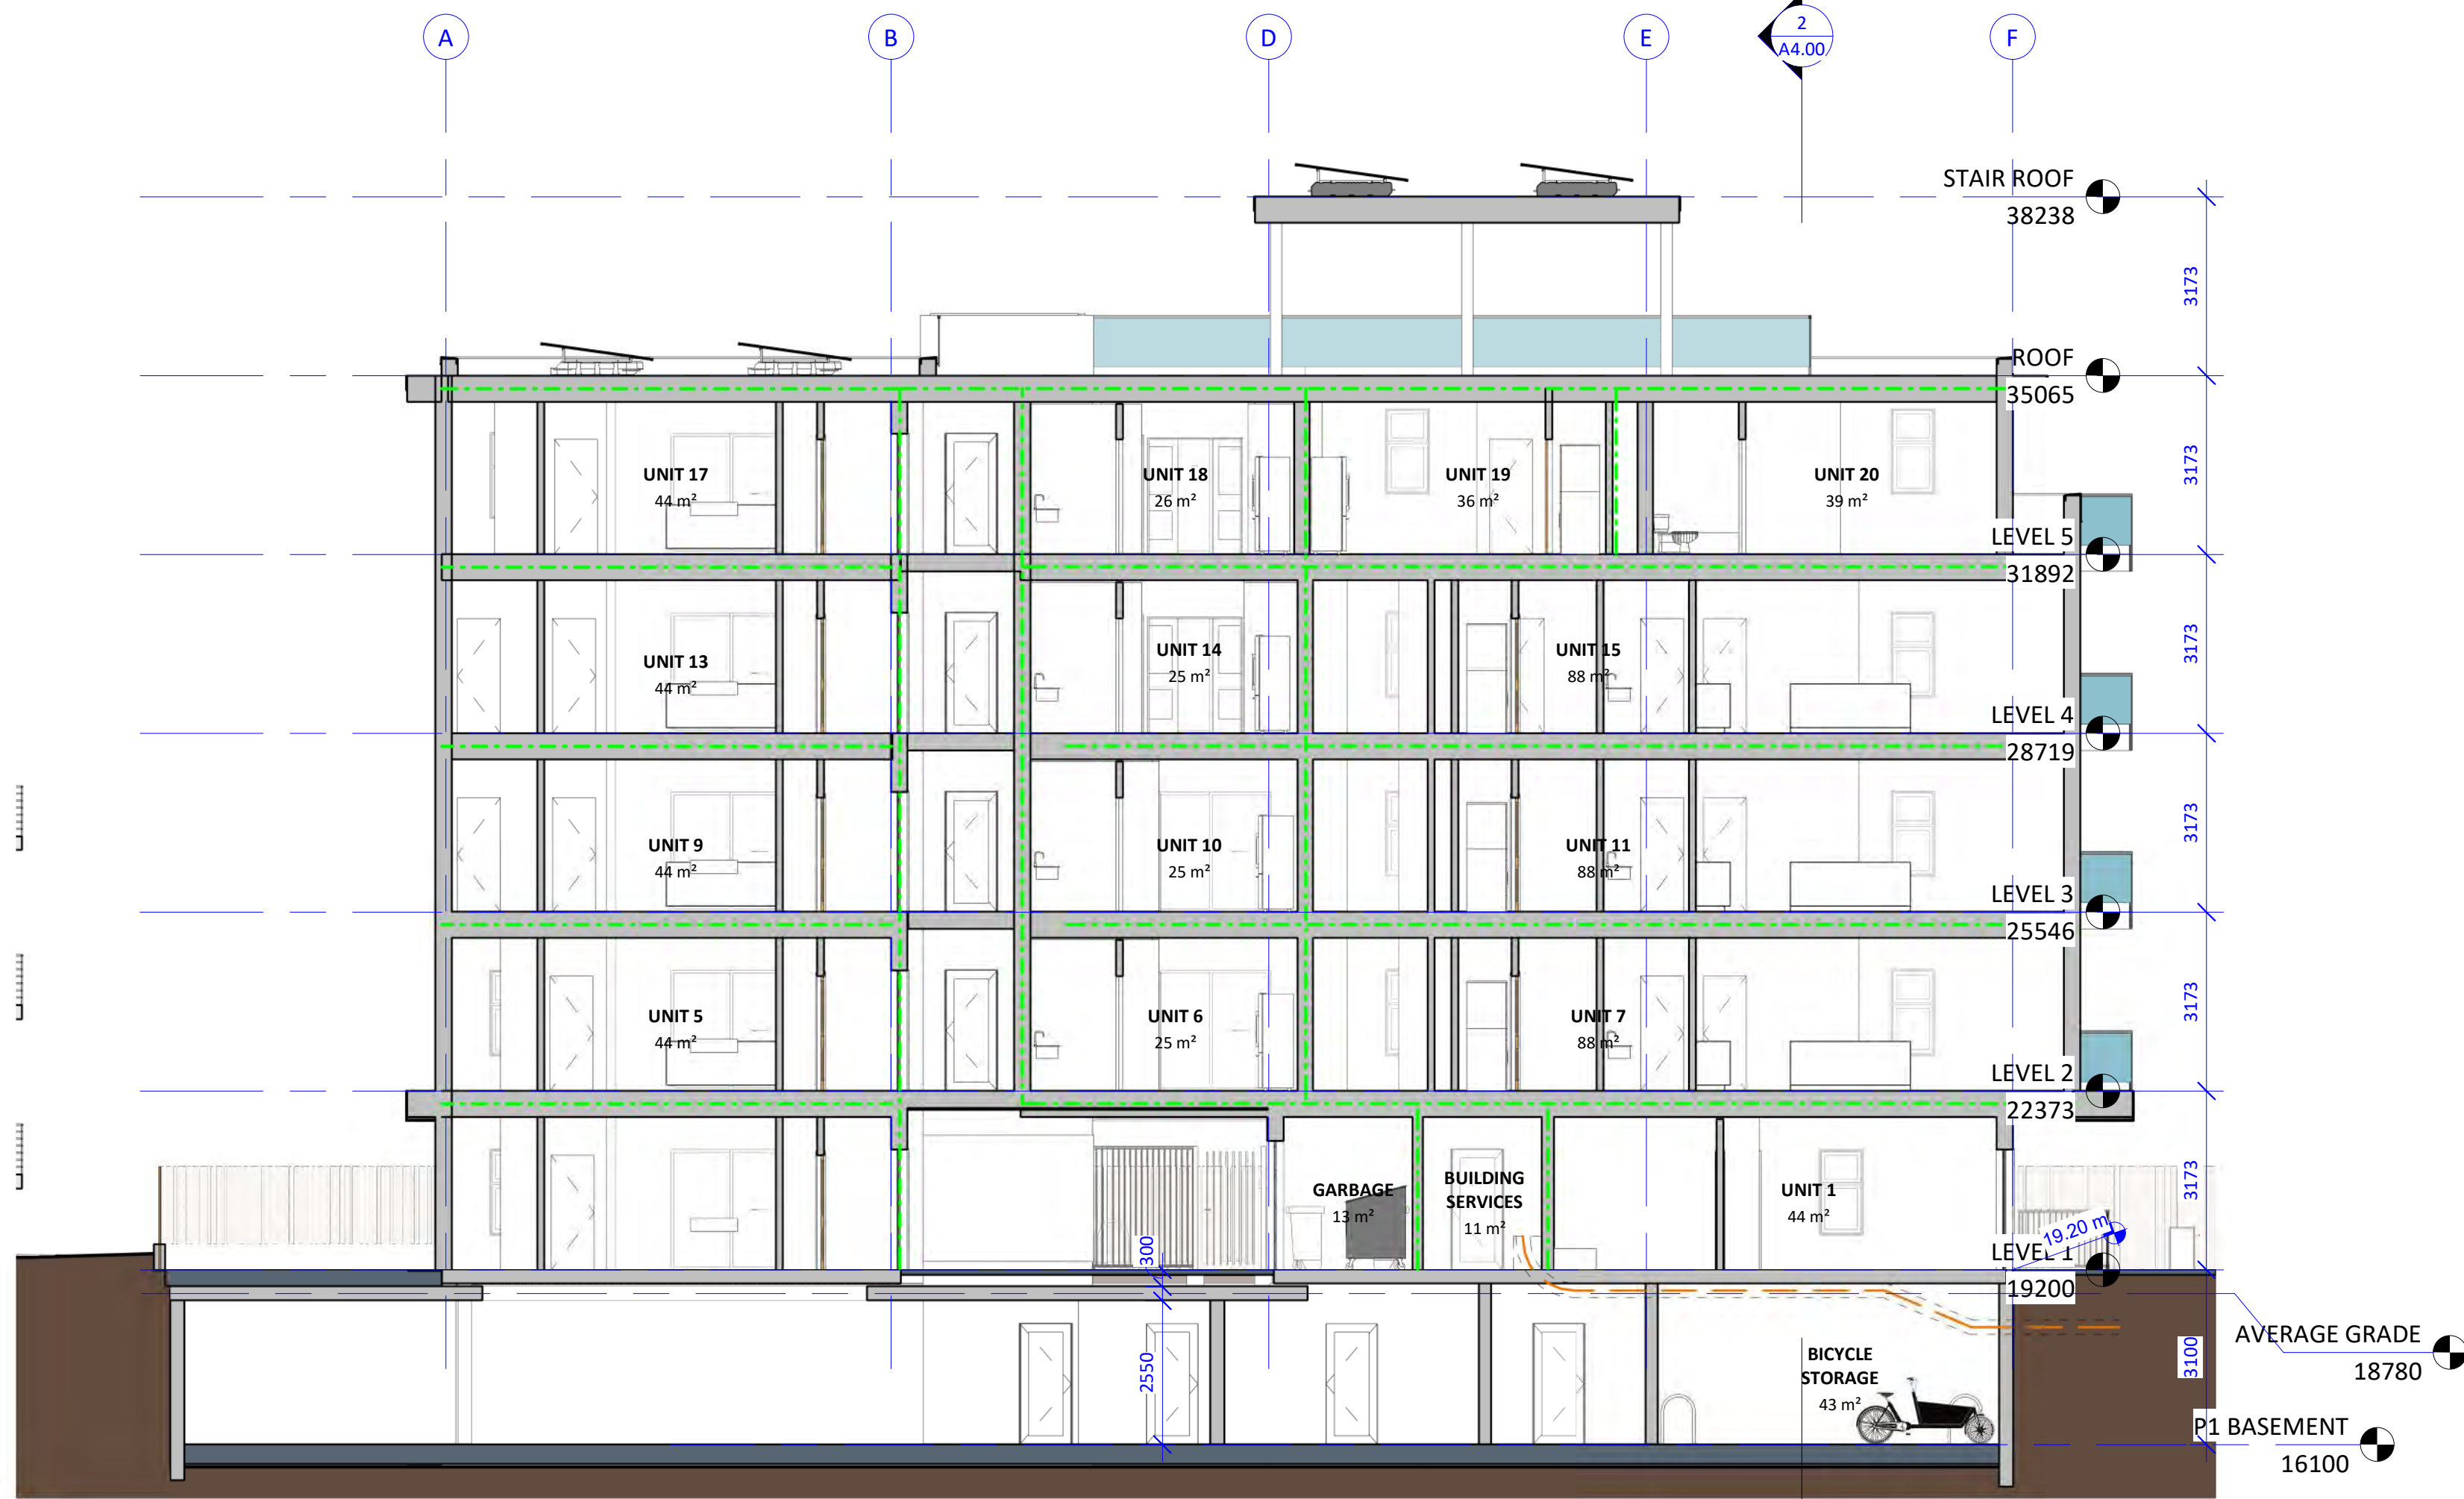 A
B
D
E
2
A4.00
F
STAIR ROOF
38238
3173
ROOF
35065
UNIT 17
44 m²
UNIT 18
26 m²
UNIT 19
36 m²
UNIT 20
39 m²
3173
LEVEL 5
31892
UNIT 13
44 m²
UNIT 14
25 m²
UNIT 15
88 m²
3173
LEVEL 4
28719
UNIT 9
44 m²
UNIT 10
25 m²
UNIT 11
88 m²
3173
LEVEL 3
25546
UNIT 5
44 m²
UNIT 6
25 m²
UNIT 7
88 m²
3173
LEVEL 2
22373
GARBAGE
13 m²
BUILDING
SERVICES
11 m²
UNIT 1
44 m²
3173
19.20 m
LEVEL 1
19200
300
2550
BICYCLE
STORAGE
43 m²
3100
AVERAGE GRADE
18780
P1 BASEMENT
16100